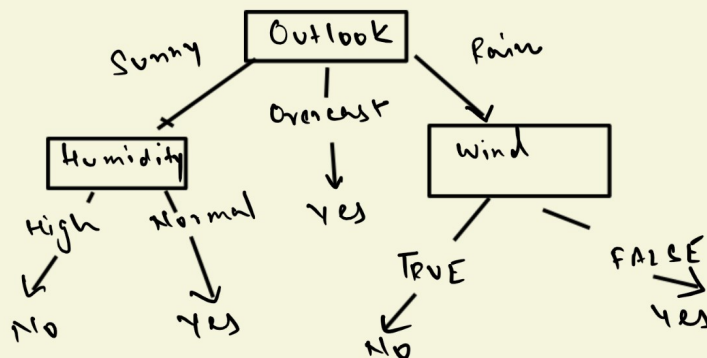 Outlook
Sunny
Rain
Overcast
Humidity
Wind
High
Normal
Yes
TRUE
FALSE
No
Yes
No
Yes